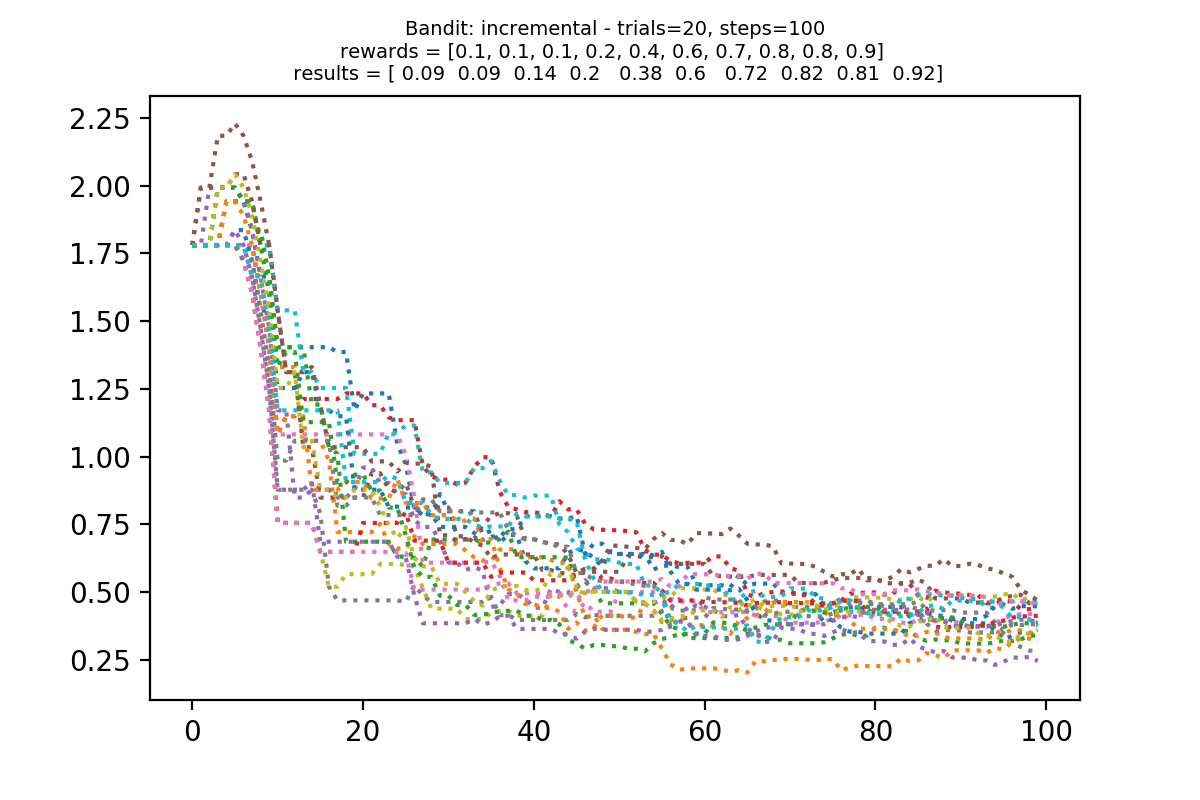 Bandit: incremental - trials=20, steps=100
rewards = [0.1, 0.1, 0.1, 0.2, 0.4, 0.6, 0.7, 0.8, 0.8, 0.9]
results = [ 0.09  0.09  0.14  0.2   0.38  0.6   0.72  0.82  0.81  0.92]
2.25
2.00
1.75
1.50
1.25
1.00
0.75
0.50
0.25
0 20 40 60 80 100